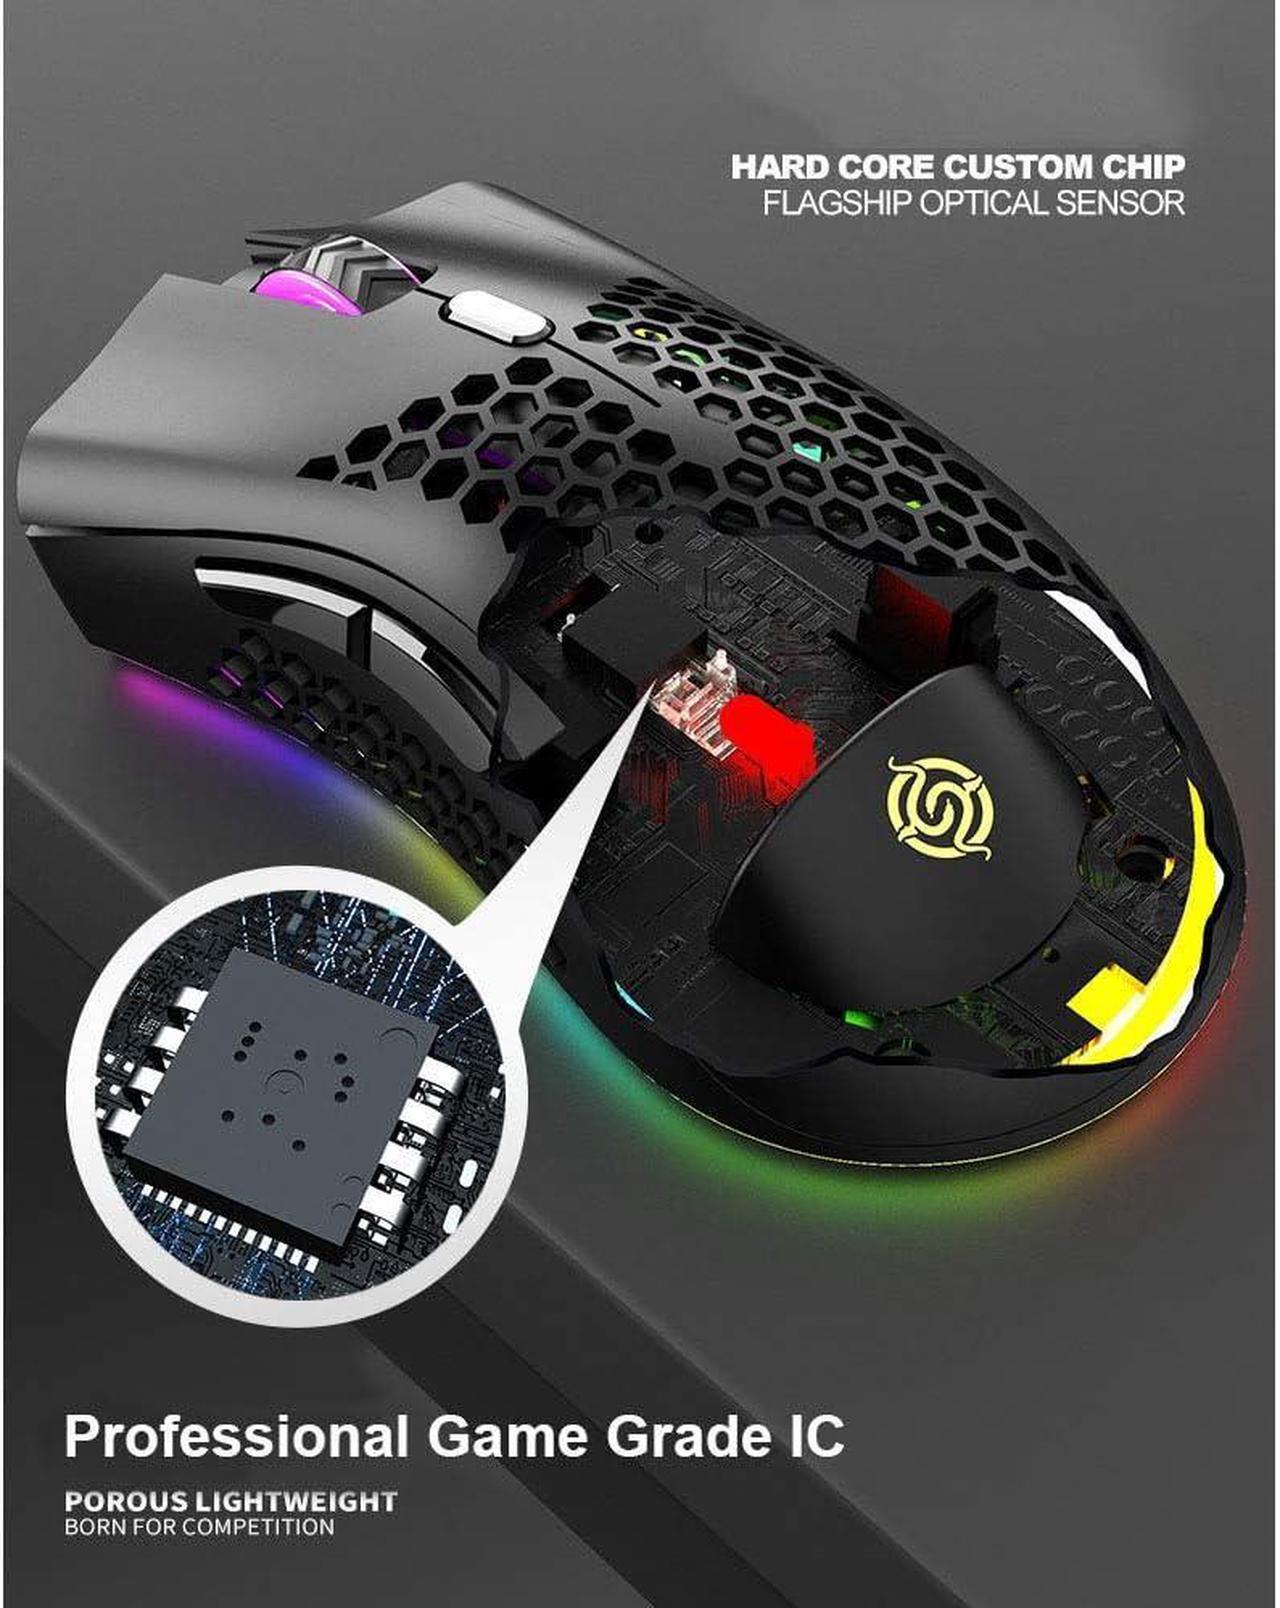 HARD CORE CUSTOM CHIP
FLAGSHIP OPTICAL SENSOR
Professional Game Grade IC
POROUS LIGHTWEIGHT
BORN FOR COMPETITION